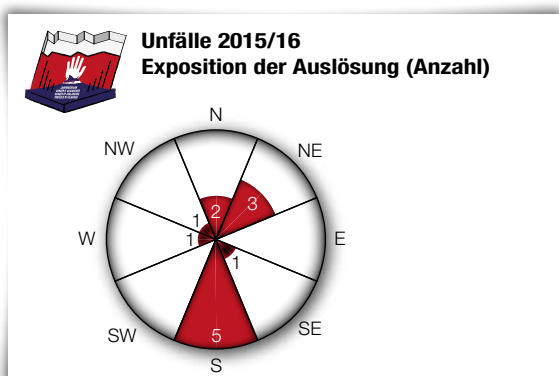 Unfälle 2015/16
Exposition der Auslösung (Anzahl)
N
NW
NE
2
3
1
W
1
E
1
SW
5
SE
S